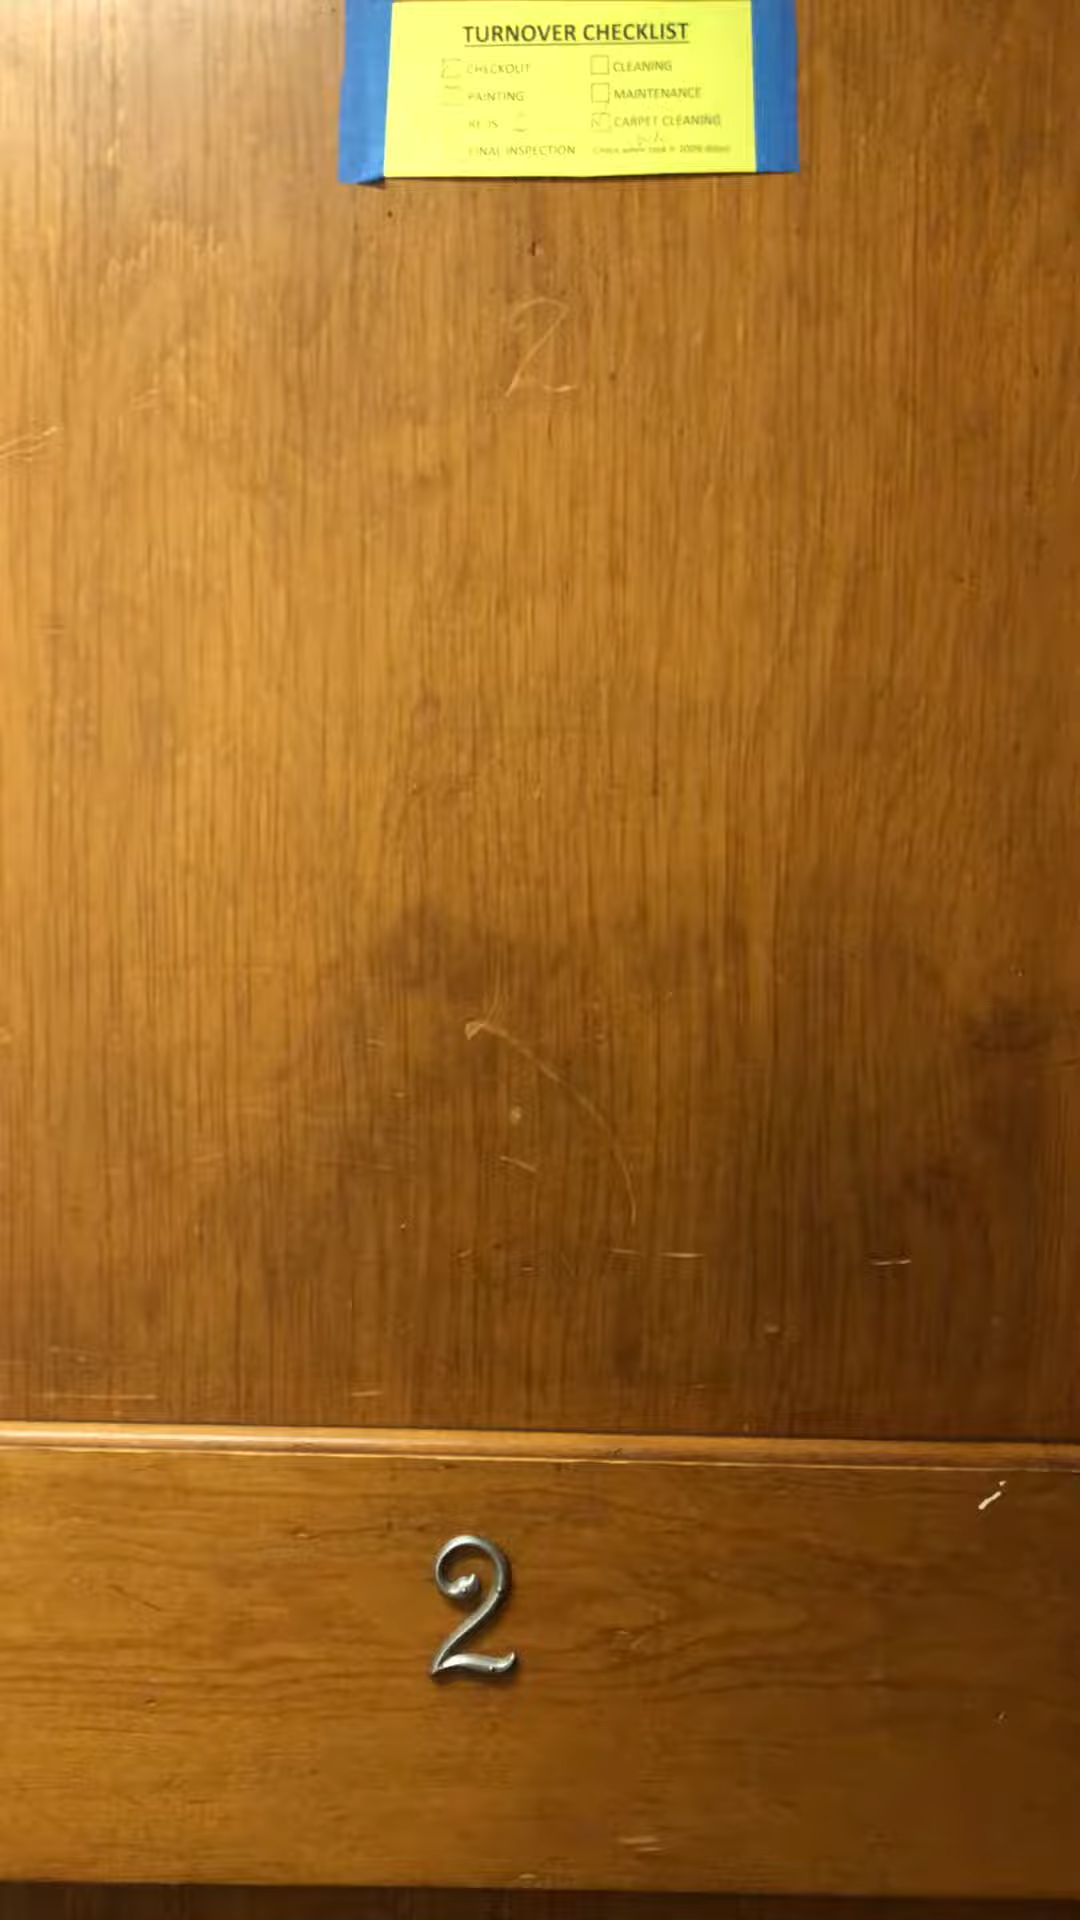 TURNOVER CHECKLIST
CHECKOUT CLEANING
PAINTING MAINTENANCE
CARPET CLEANING
FINAL INSPECTION
2
2